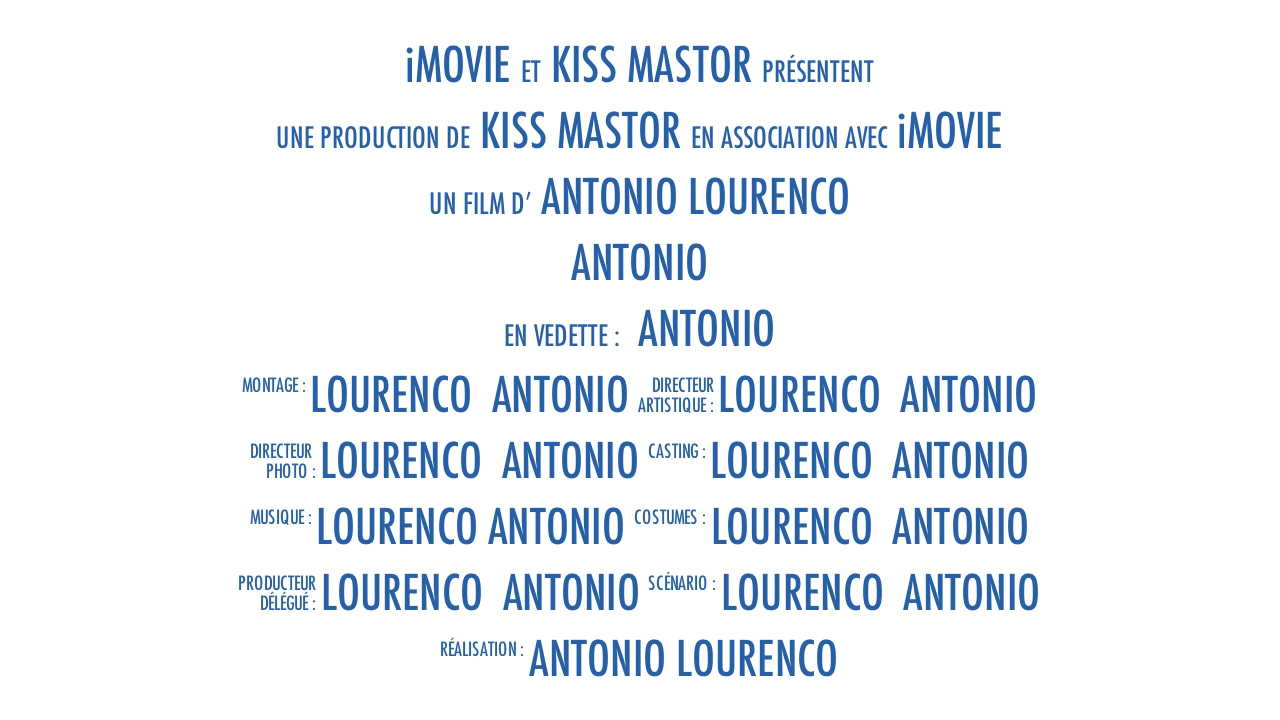 iMOVIE ET KISS MASTOR PRÉSENTENT
UNE PRODUCTION DE KISS MASTOR EN ASSOCIATION AVEC iMOVIE
UN FILM D’ ANTONIO LOURENCO
ANTONIO
EN VEDETTE : ANTONIO
MONTAGE : LOURENCO ANTONIO DIRECTEUR ARTISTIQUE : LOURENCO ANTONIO
DIRECTEUR PHOTO : LOURENCO ANTONIO CASTING : LOURENCO ANTONIO
MUSIQUE : LOURENCO ANTONIO COSTUMES : LOURENCO ANTONIO
PRODUCTEUR DÉLÉGUÉ : LOURENCO ANTONIO SCÉNARIO : LOURENCO ANTONIO
RÉALISATION : ANTONIO LOURENCO